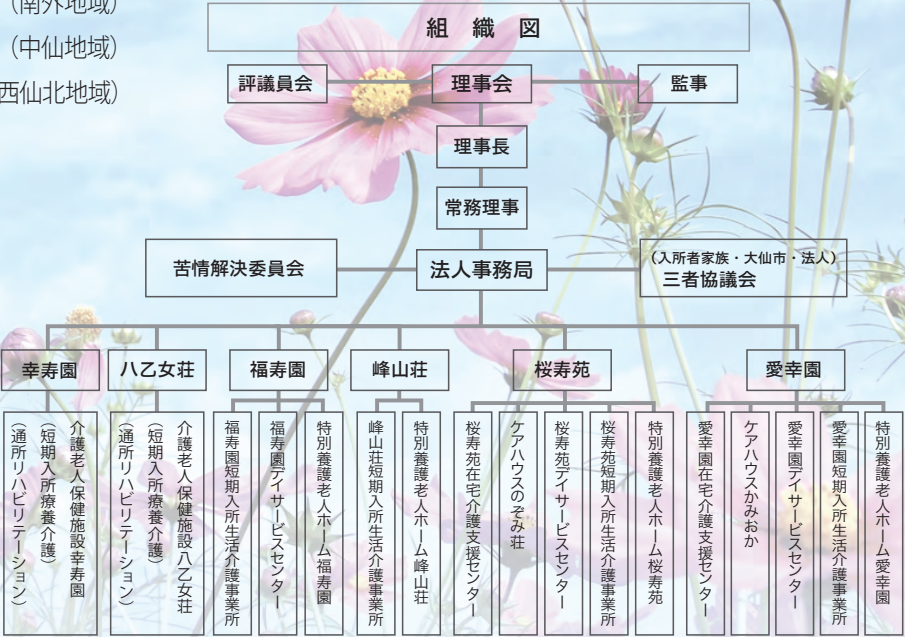 (南外地域)
(中仙地域)
西仙北地域)
組 織 図
評議員会
理事会
監事
理事長
常務理事
苦情解決委員会
法人事務局
(入所者家族・大仙市・法人)
三者協議会
幸寿園
八乙女荘
福寿園
峰山荘
桜寿苑
愛幸園
特別養護老人ホーム愛幸園
愛幸園短期入所生活介護事業所
愛幸園デイサービスセンター
ケアハウスかみおか
愛幸園在宅介護支援センター
特別養護老人ホーム桜寿苑
桜寿苑短期入所生活介護事業所
桜寿苑デイサービスセンター
ケアハウスのぞみ荘
桜寿苑在宅介護支援センター
特別養護老人ホーム峰山荘
峰山荘短期入所生活介護事業所
特別養護老人ホーム福寿園
福寿園デイサービスセンター
福寿園短期入所生活介護事業所
介護老人保健施設八乙女荘
(短期入所療養介護)
(通所リハビリテーション)
介護老人保健施設幸寿園
(短期入所療養介護)
(通所リハビリテーション)